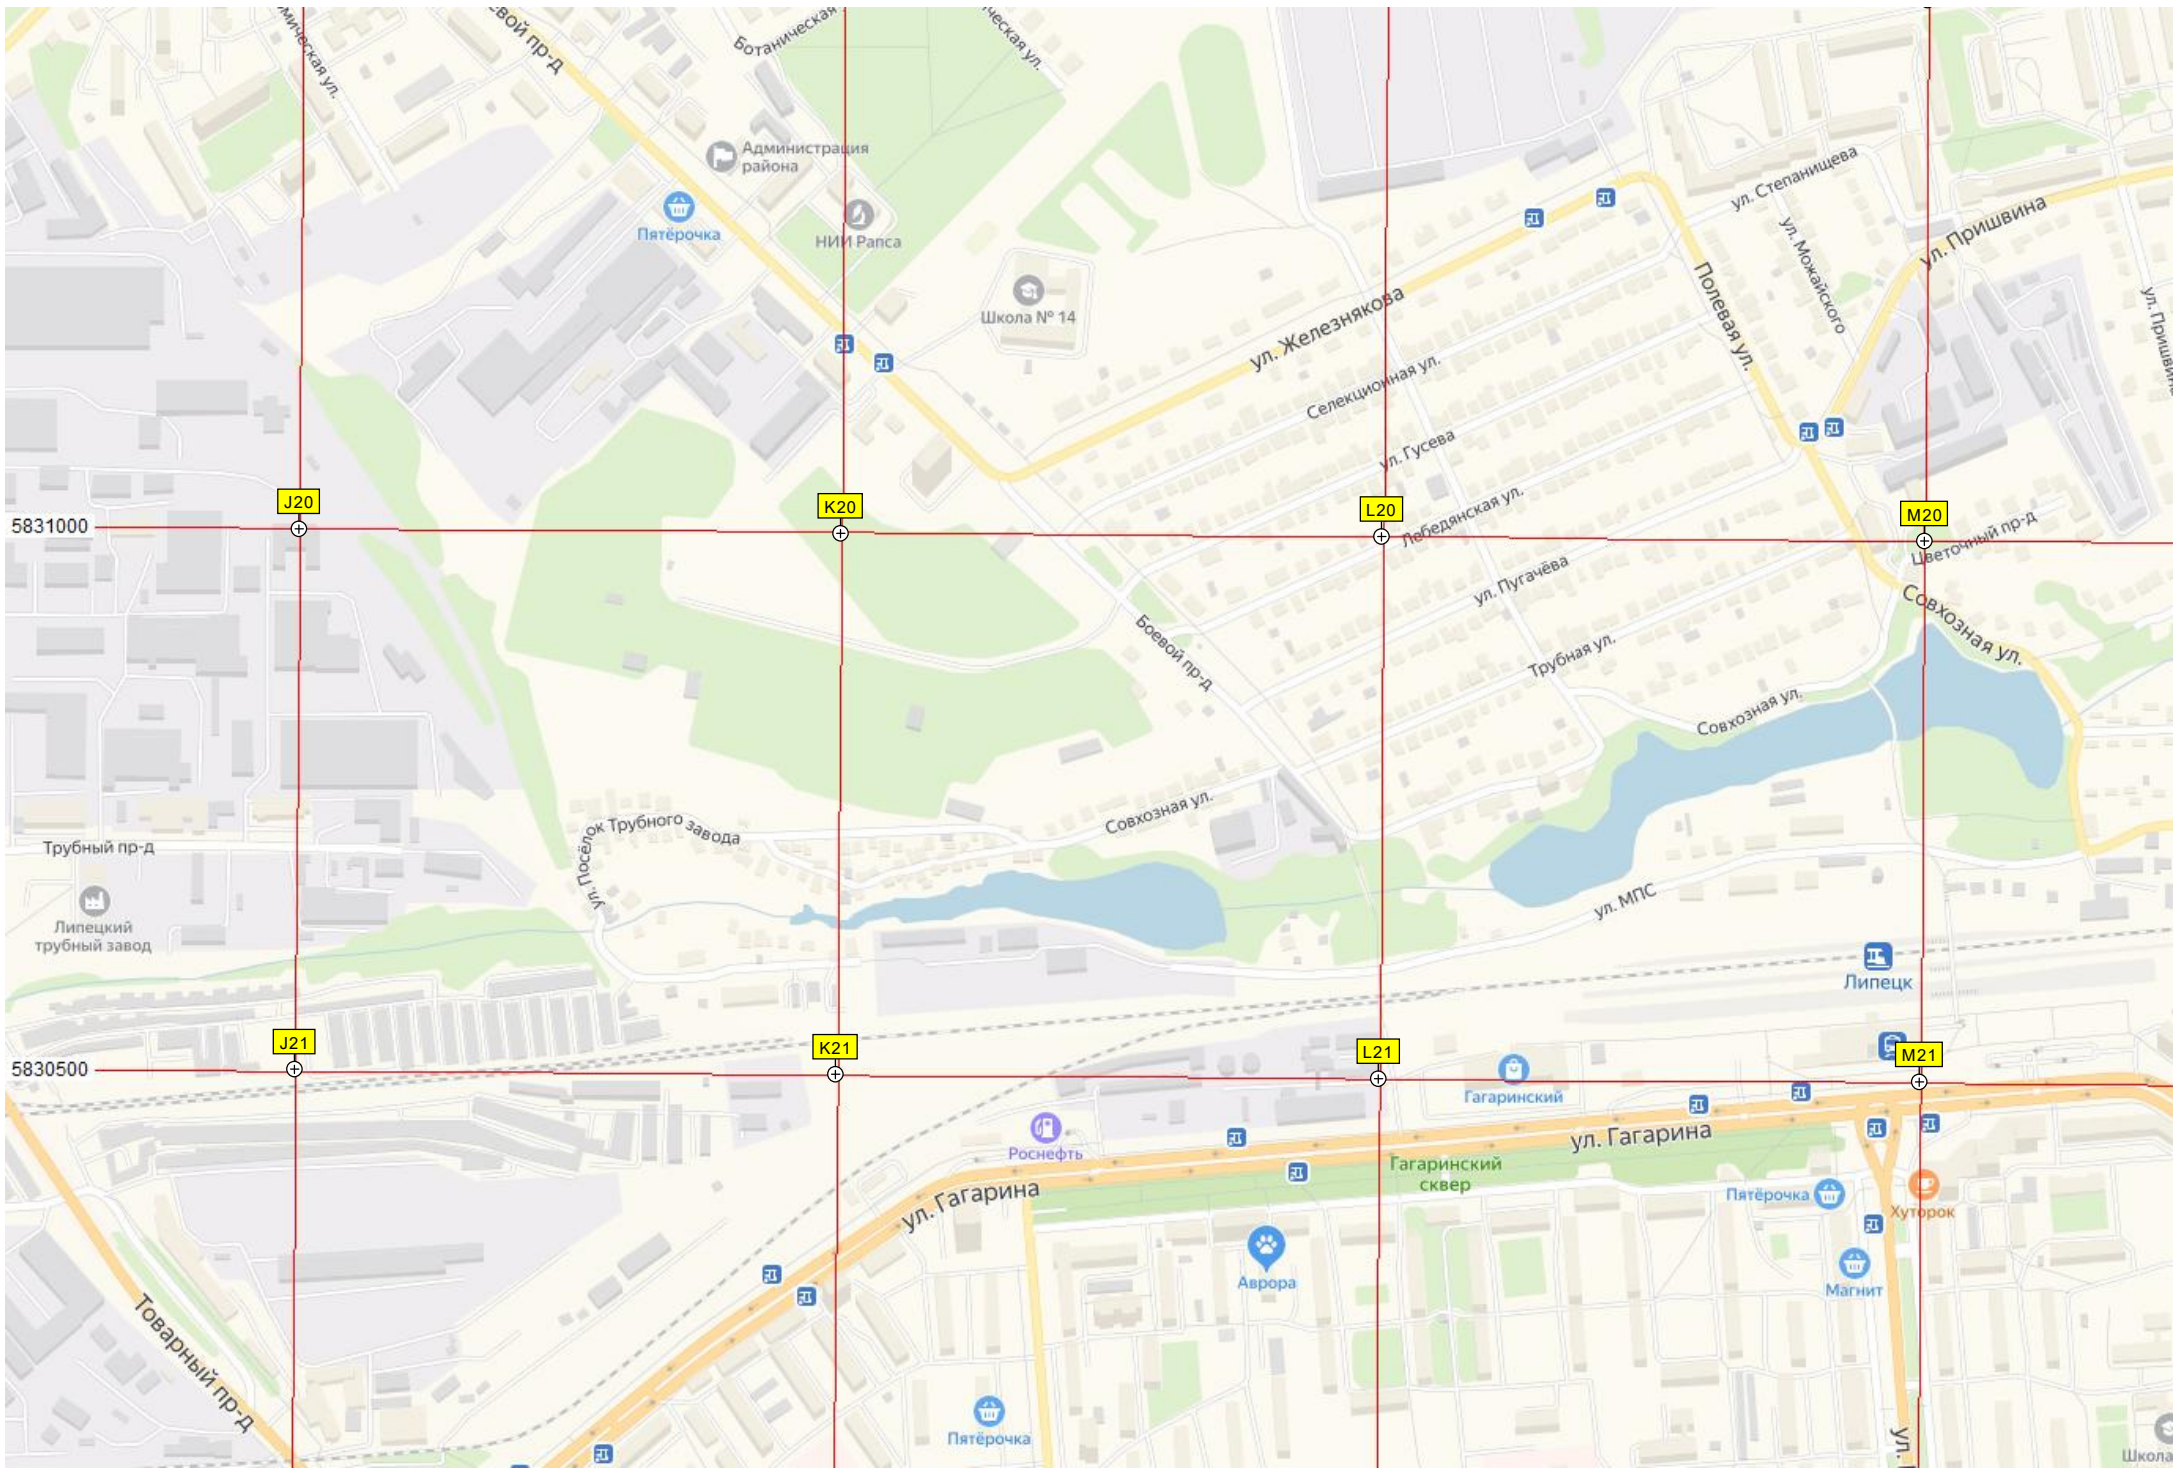 евой пр-д
Ботаническая
Администрация
района
Пятёрочка
НИИ Рапса
Школа № 14
ул. Степанищева
ул. Можайского
ул. Пришвина
ул. Железнякова
Полевая ул.
Селекционная ул.
ул. Гусева
J20
K20
L20
M20
5831000
Лебедянская ул.
Цветочный пр-д
ул. Пугачёва
Совхозная ул.
Боевой пр-д
Трубная ул.
Совхозная ул.
Совхозная ул.
ул. Посёлок Трубного завода
Трубный пр-д
ул. МПС
Липецкий
трубный завод
Липецк
J21
K21
L21
M21
5830500
Гагаринский
ул. Гагарина
Роснефть
Гагаринский
сквер
ул. Гагарина
Пятёрочка
Хуторок
Аврора
Магнит
Товарный пр-д
Пятёрочка
ул.
Школа